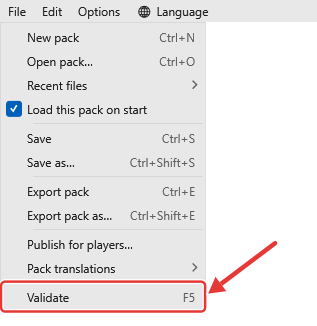 File Edit Options Language
New pack Ctrl+N
Open pack... Ctrl+O
Recent files
Load this pack on start
Save Ctrl+S
Save as... Ctrl+Shift+S
Export pack Ctrl+E
Export pack as... Ctrl+Shift+E
Publish for players...
Pack translations
Validate F5